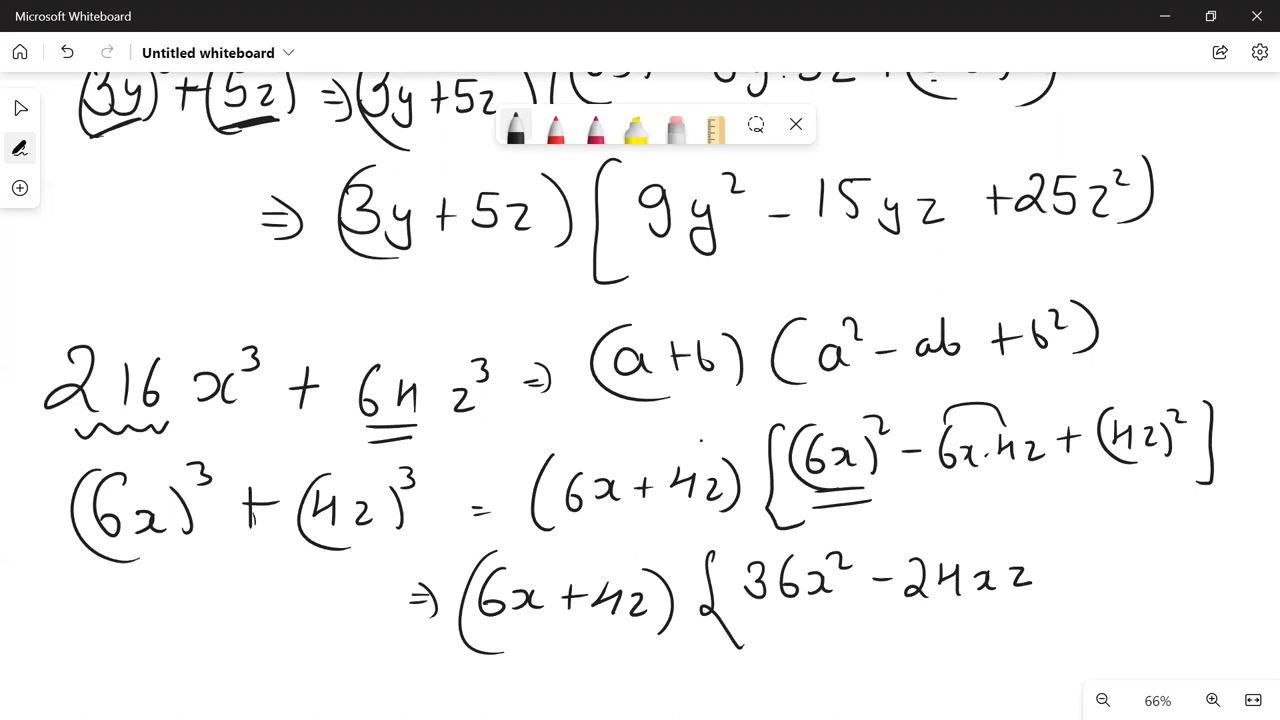 Microsoft Whiteboard
Untitled whiteboard
(3y) + (5z) ⇒ (3y + 5z
⇒ (3y + 5z) [ 9y² - 15yz + 25z² )
216 x³ + 64 z³ ⇒ (a + b) (a² - ab + b²)
(6x)³ + (4z)³ = (6x + 4z) [(6x)² - 6x.4z + (4z)²]
⇒ (6x + 4z) { 36x² - 24xz
66%